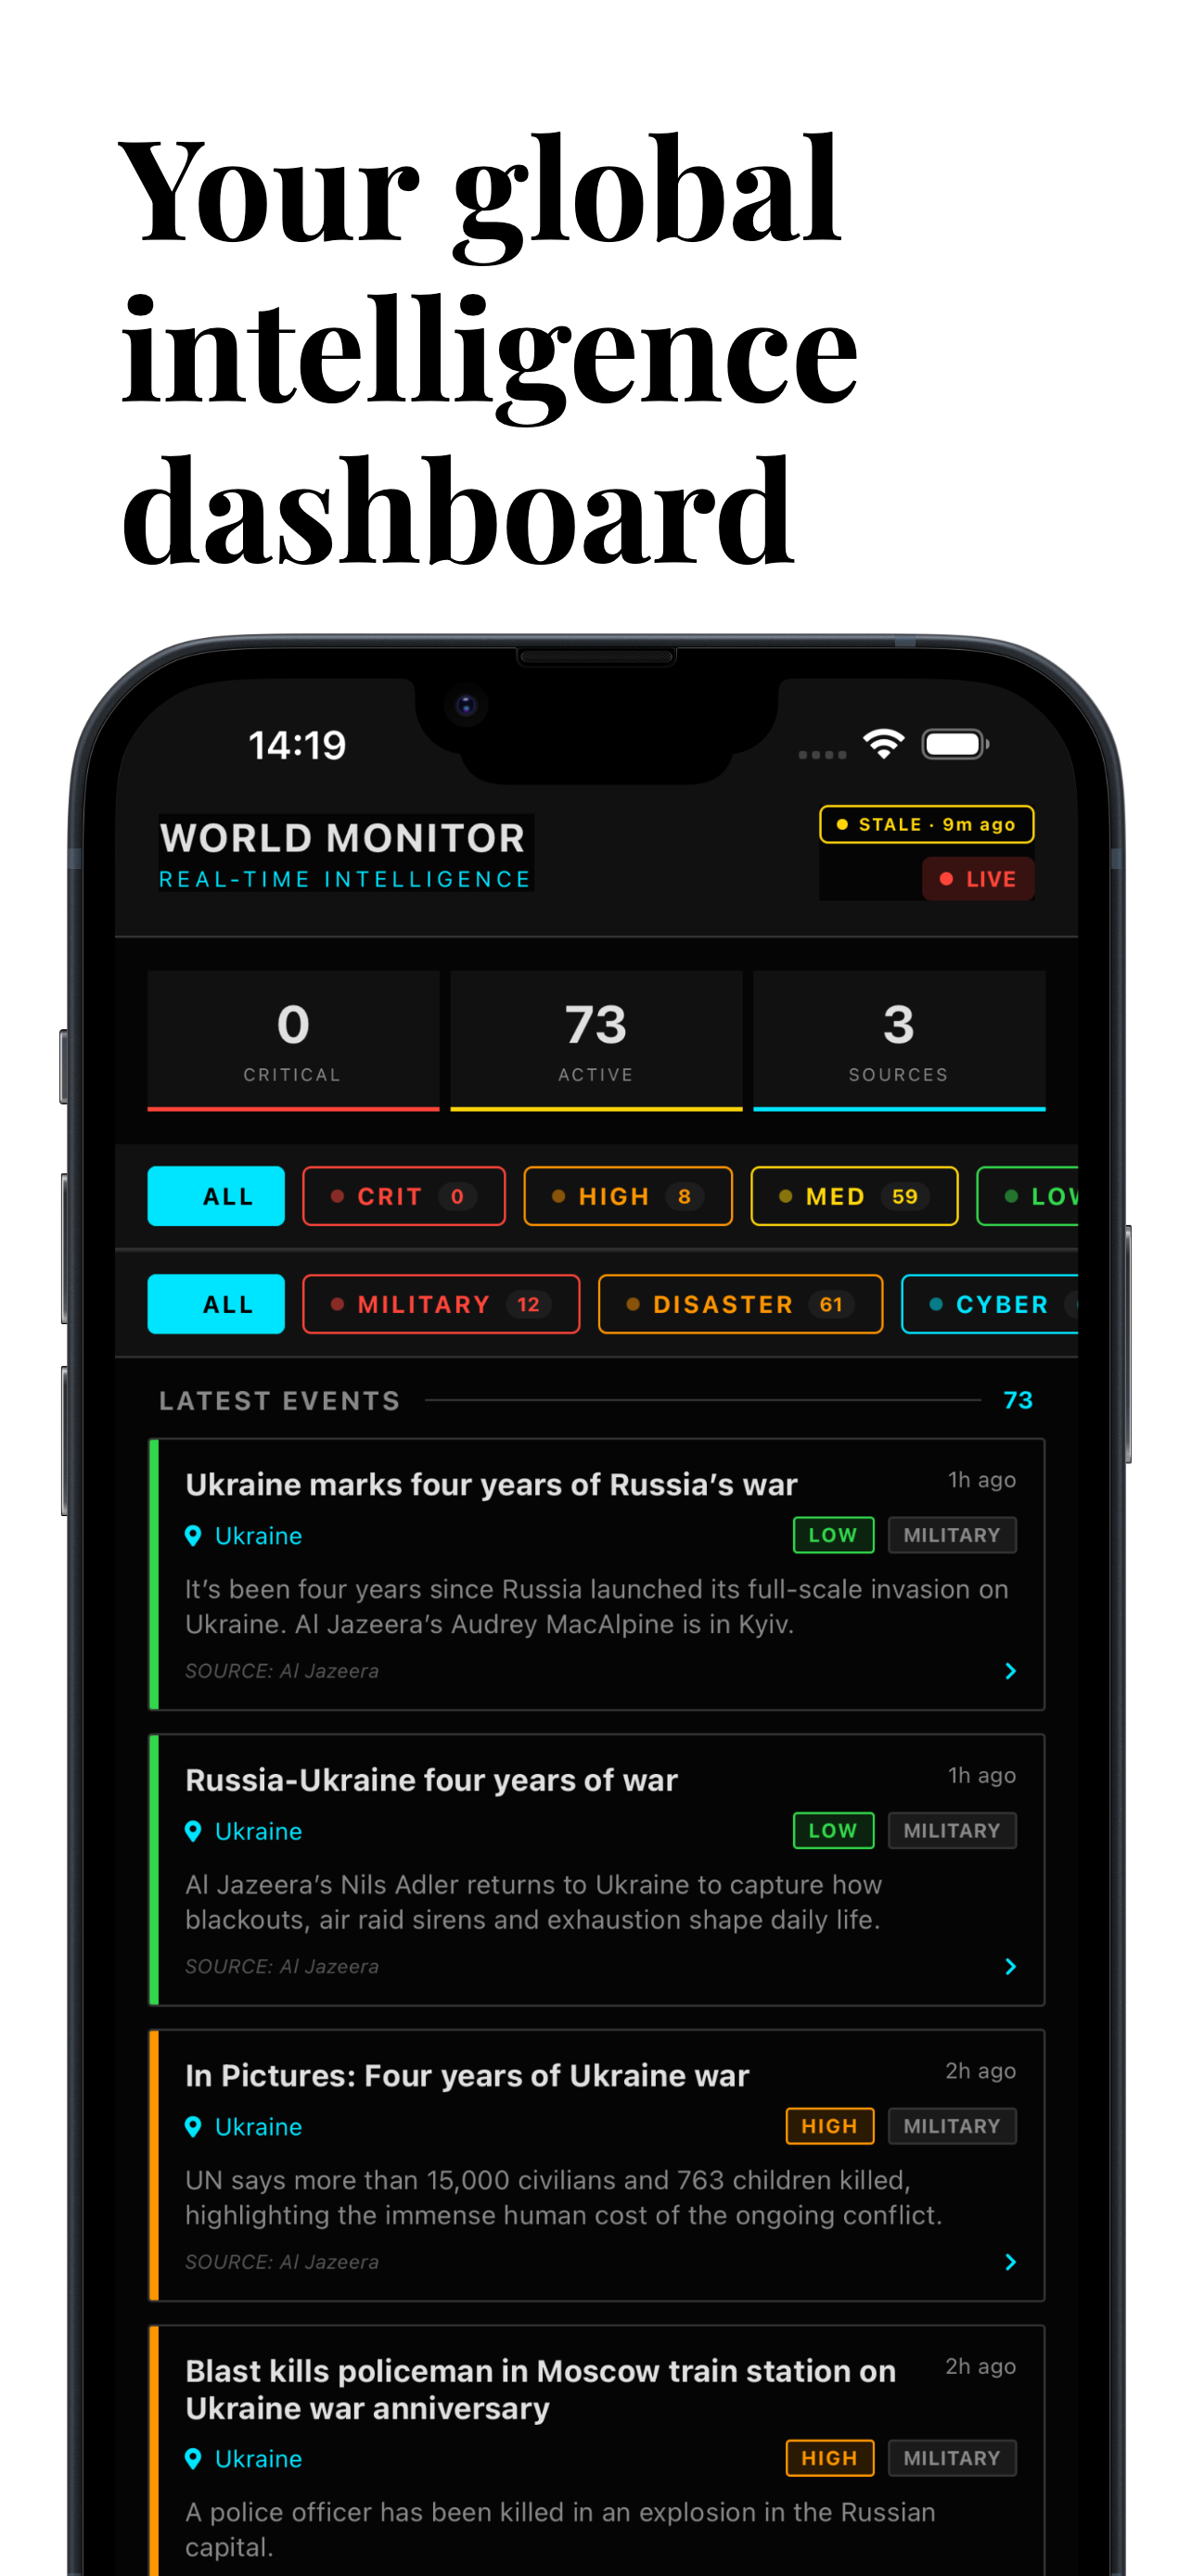 Your global
intelligence
dashboard
14:19
WORLD MONITOR
REAL-TIME INTELLIGENCE
STALE · 9m ago
LIVE
0
CRITICAL
73
ACTIVE
3
SOURCES
ALL
CRIT 0
HIGH 8
MED 59
ALL
MILITARY 12
DISASTER 61
CYBER
LATEST EVENTS
73
Ukraine marks four years of Russia’s war
1h ago
Ukraine
LOW
MILITARY
It’s been four years since Russia launched its full-scale invasion on
Ukraine. Al Jazeera’s Audrey MacAlpine is in Kyiv.
SOURCE: Al Jazeera
Russia-Ukraine four years of war
1h ago
Ukraine
LOW
MILITARY
Al Jazeera’s Nils Adler returns to Ukraine to capture how
blackouts, air raid sirens and exhaustion shape daily life.
SOURCE: Al Jazeera
In Pictures: Four years of Ukraine war
2h ago
Ukraine
HIGH
MILITARY
UN says more than 15,000 civilians and 763 children killed,
highlighting the immense human cost of the ongoing conflict.
SOURCE: Al Jazeera
Blast kills policeman in Moscow train station on
Ukraine war anniversary
2h ago
Ukraine
HIGH
MILITARY
A police officer has been killed in an explosion in the Russian
capital.